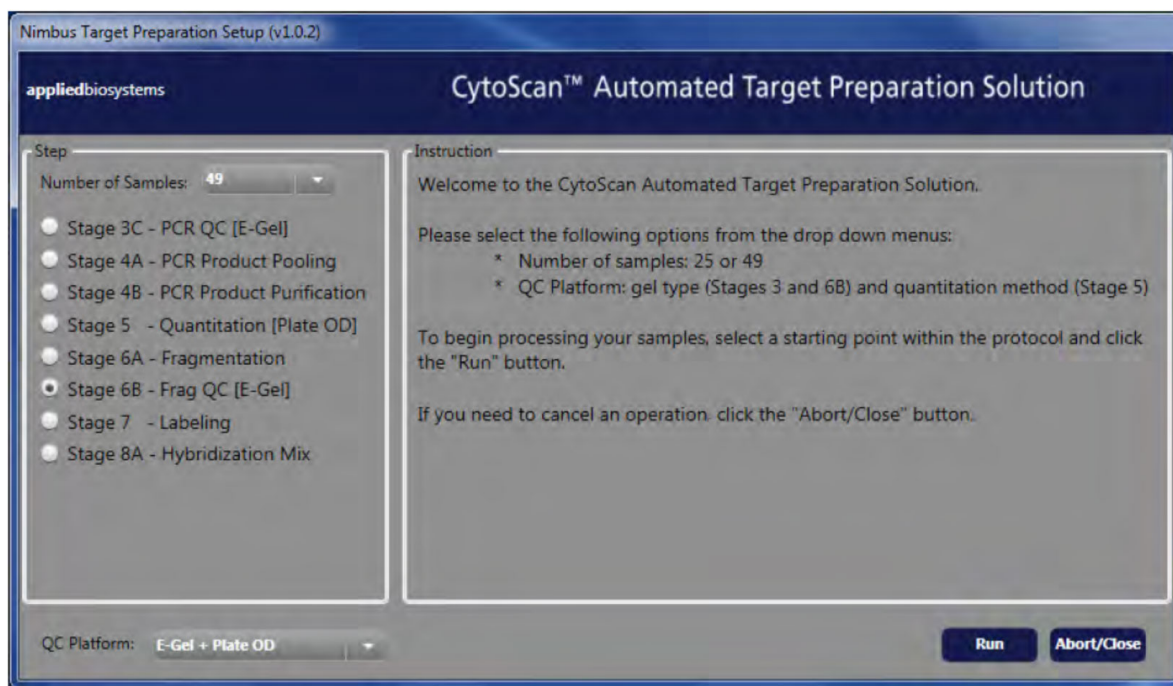 Nimbus Target Preparation Setup (v1.0.2)
appliedbiosystems
CytoScan™ Automated Target Preparation Solution
Step
Number of Samples: 49
Stage 3C - PCR QC [E-Gel]
Stage 4A - PCR Product Pooling
Stage 4B - PCR Product Purification
Stage 5 - Quantitation [Plate OD]
Stage 6A - Fragmentation
Stage 6B - Frag QC [E-Gel]
Stage 7 - Labeling
Stage 8A - Hybridization Mix
Instruction
Welcome to the CytoScan Automated Target Preparation Solution.
Please select the following options from the drop down menus:
* Number of samples: 25 or 49
* QC Platform: gel type (Stages 3 and 6B) and quantitation method (Stage 5)
To begin processing your samples, select a starting point within the protocol and click
the "Run" button.
If you need to cancel an operation click the "Abort/Close" button.
QC Platform: E-Gel + Plate OD
Run
Abort/Close